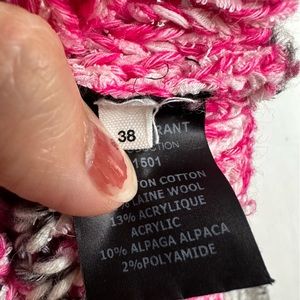 38
RANT
1501
ON COTTON
LAINE WOOL
13% ACRYLIQUE
ACRYLIC
10% ALPAGA ALPACA
2%POLYAMIDE